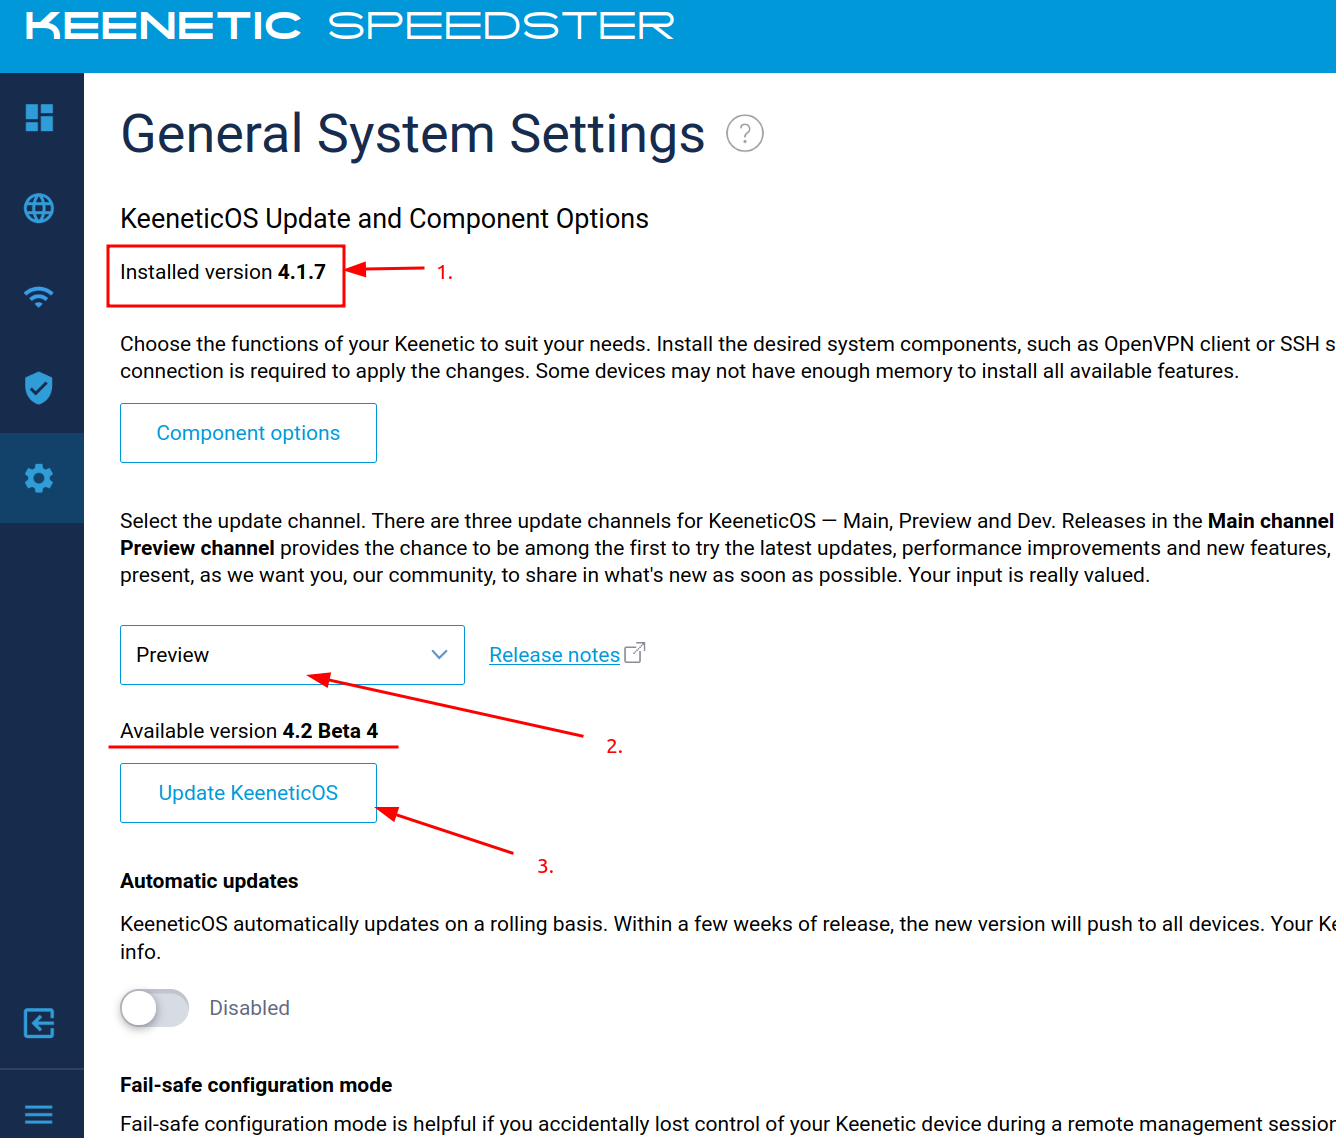 KEENETIC SPEEDSTER
General System Settings ?
KeeneticOS Update and Component Options
Installed version 4.1.7
1.
Choose the functions of your Keenetic to suit your needs. Install the desired system components, such as OpenVPN client or SSH s
connection is required to apply the changes. Some devices may not have enough memory to install all available features.
Component options
Select the update channel. There are three update channels for KeeneticOS — Main, Preview and Dev. Releases in the Main channel
Preview channel provides the chance to be among the first to try the latest updates, performance improvements and new features,
present, as we want you, our community, to share in what's new as soon as possible. Your input is really valued.
Preview
Release notes
Available version 4.2 Beta 4
2.
Update KeeneticOS
3.
Automatic updates
KeeneticOS automatically updates on a rolling basis. Within a few weeks of release, the new version will push to all devices. Your Ke
info.
Disabled
Fail-safe configuration mode
Fail-safe configuration mode is helpful if you accidentally lost control of your Keenetic device during a remote management session